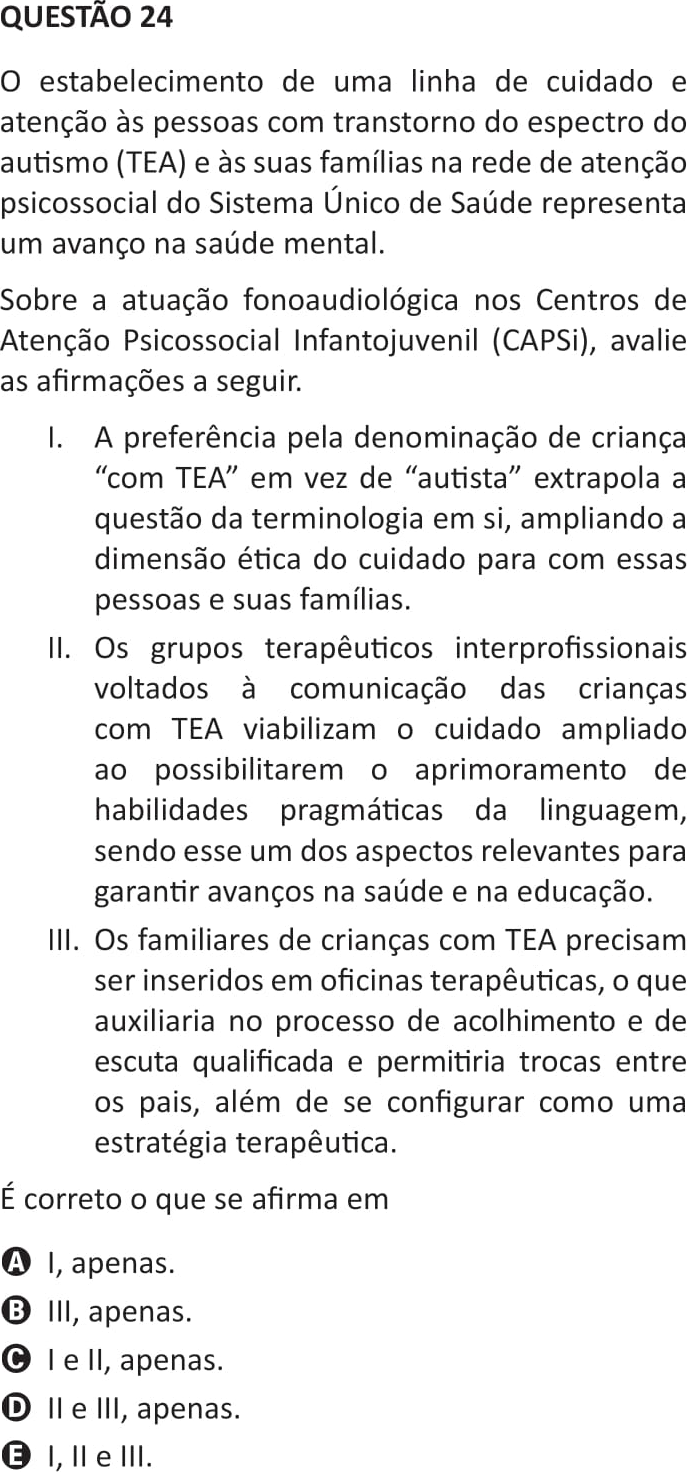 QUESTÃO 24
O estabelecimento de uma linha de cuidado e
atenção às pessoas com transtorno do espectro do
autismo (TEA) e às suas famílias na rede de atenção
psicossocial do Sistema Único de Saúde representa
um avanço na saúde mental.
Sobre a atuação fonoaudiológica nos Centros de
Atenção Psicossocial Infantojuvenil (CAPSi), avalie
as afirmações a seguir.
I. A preferência pela denominação de criança
“com TEA” em vez de “autista” extrapola a
questão da terminologia em si, ampliando a
dimensão ética do cuidado para com essas
pessoas e suas famílias.
II. Os grupos terapêuticos interprofissionais
voltados à comunicação das crianças
com TEA viabilizam o cuidado ampliado
ao possibilitarem o aprimoramento de
habilidades pragmáticas da linguagem,
sendo esse um dos aspectos relevantes para
garantir avanços na saúde e na educação.
III. Os familiares de crianças com TEA precisam
ser inseridos em oficinas terapêuticas, o que
auxiliaria no processo de acolhimento e de
escuta qualificada e permitiria trocas entre
os pais, além de se configurar como uma
estratégia terapêutica.
É correto o que se afirma em
A I, apenas.
B III, apenas.
C I e II, apenas.
D II e III, apenas.
E I, II e III.